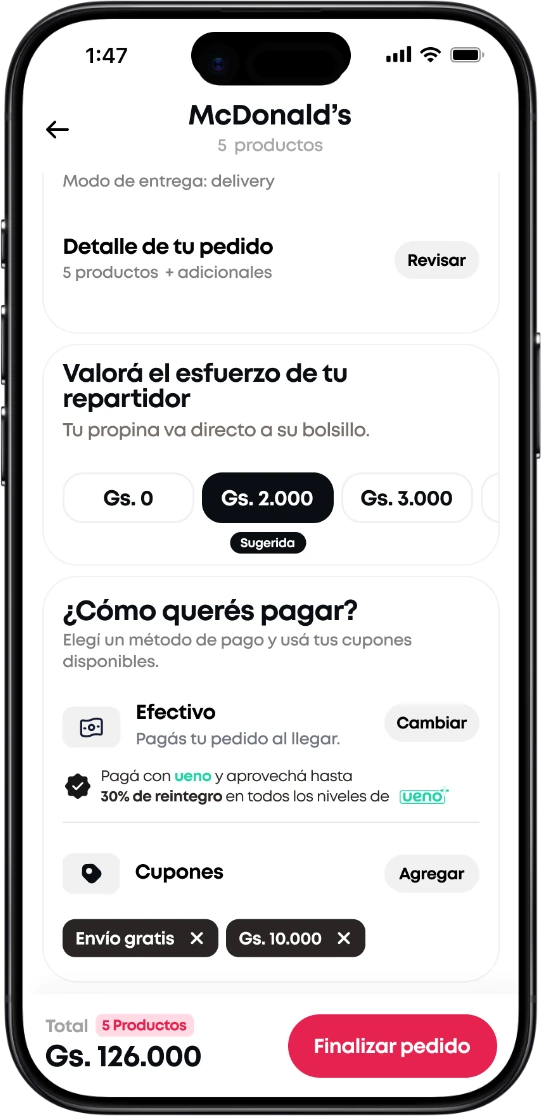 1:47
McDonald’s
5 productos
Modo de entrega: delivery
Detalle de tu pedido
5 productos + adicionales
Revisar
Valorá el esfuerzo de tu
repartidor
Tu propina va directo a su bolsillo.
Gs. 0
Gs. 2.000
Gs. 3.000
Sugerida
¿Cómo querés pagar?
Elegí un método de pago y usá tus cupones
disponibles.
Efectivo
Pagás tu pedido al llegar.
Cambiar
Pagá con ueno y aprovechá hasta
30% de reintegro en todos los niveles de ueno
Cupones
Agregar
Envío gratis
Gs. 10.000
Total 5 Productos
Gs. 126.000
Finalizar pedido